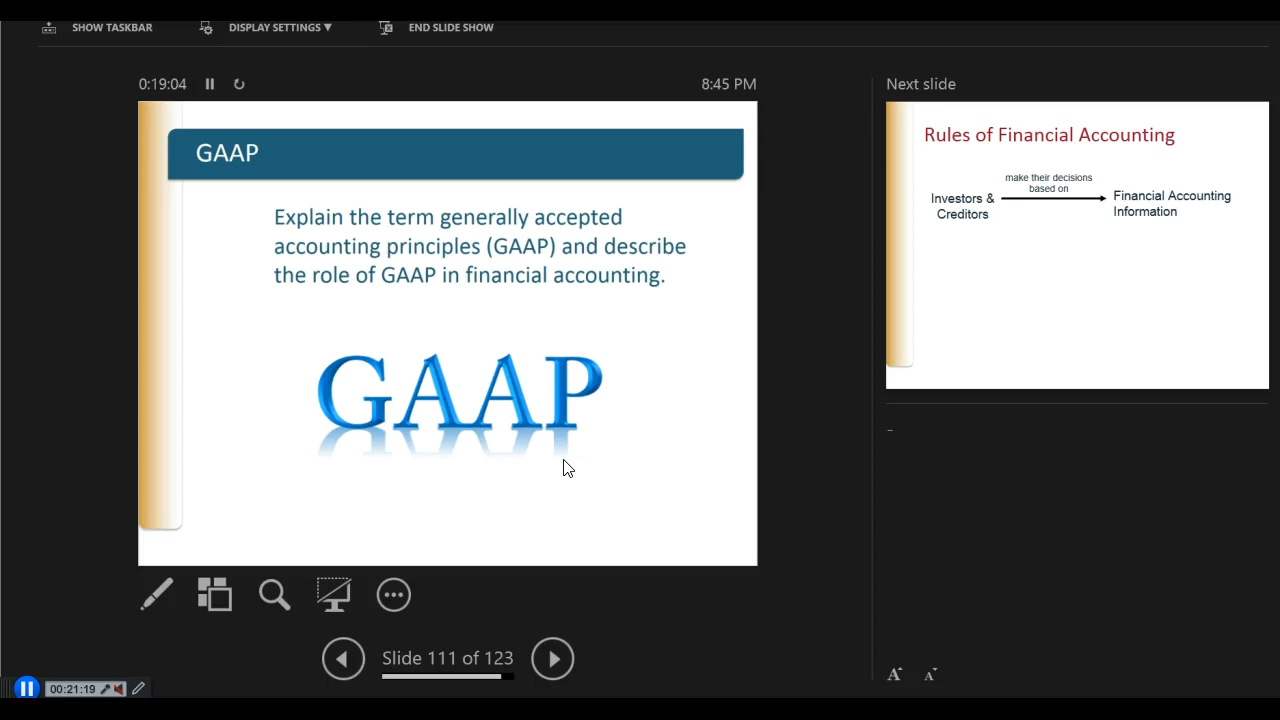 SHOW TASKBAR
DISPLAY SETTINGS ▼
END SLIDE SHOW
0:19:04
8:45 PM
GAAP
Explain the term generally accepted
accounting principles (GAAP) and describe
the role of GAAP in financial accounting.
GAAP
Slide 111 of 123
Next slide
Rules of Financial Accounting
make their decisions
based on
Investors &
Creditors
Financial Accounting
Information
A
A
00:21:19